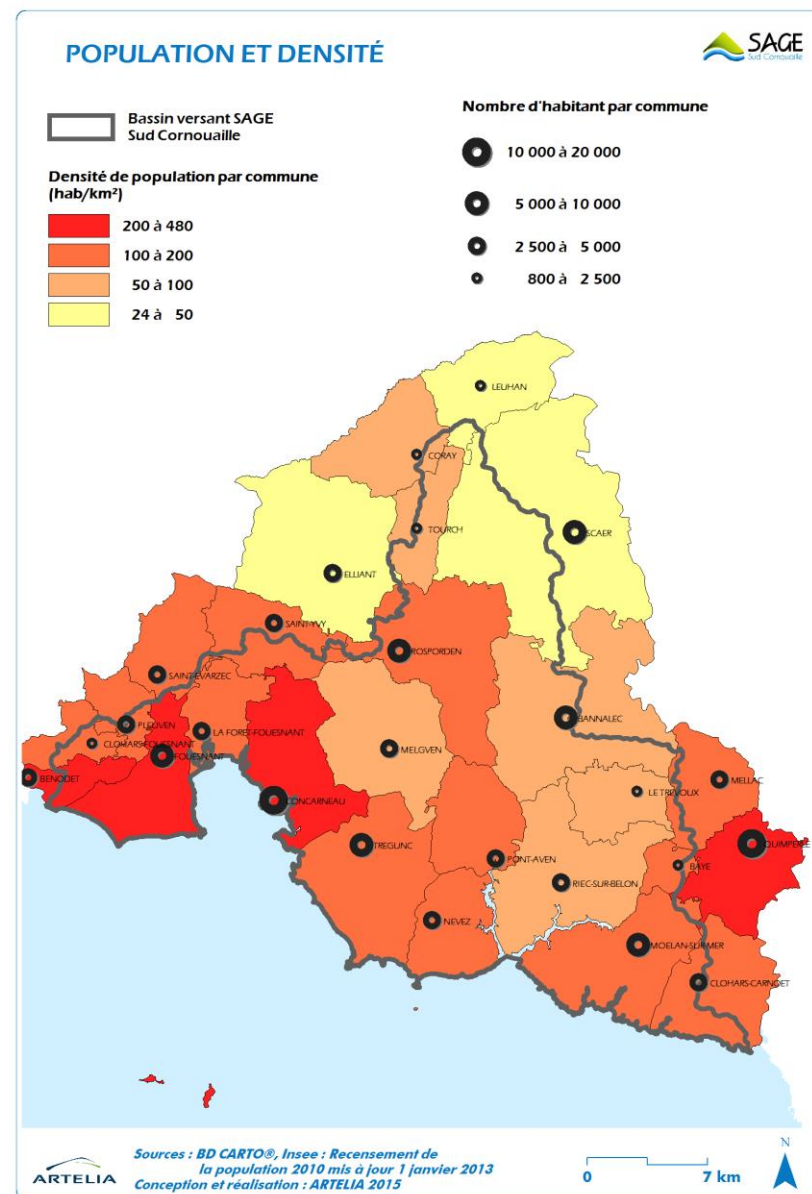 POPULATION ET DENSITÉ
SAGE
Sud Cornouaille
Bassin versant SAGE
Sud Cornouaille
Densité de population par commune
(hab/km²)
200 à 480
100 à 200
50 à 100
24 à 50
Nombre d'habitant par commune
10 000 à 20 000
5 000 à 10 000
2 500 à 5 000
800 à 2 500
LEUHAN
CORAY
TOURCH
SCAER
ELLIANT
SAINT-YVY
ROSPORDEN
SAINT-EVARZEC
PLEUVEN
LA FORET-FOUESNANT
BANNALEC
CLOHARS-FOUESNANT
FOUESNANT
MELGVEN
BENODET
MELLAC
LE TREVOUX
CONCARNEAU
QUIMPERLE
TREGUNC
PONT-AVEN
BAYE
RIEC-SUR-BELON
NEVEZ
MOELAN-SUR-MER
CLOHARS-CARNOET
ARTELIA
Sources : BD CARTO®, Insee : Recensement de
la population 2010 mis à jour 1 janvier 2013
Conception et réalisation : ARTELIA 2015
0 7 km
N